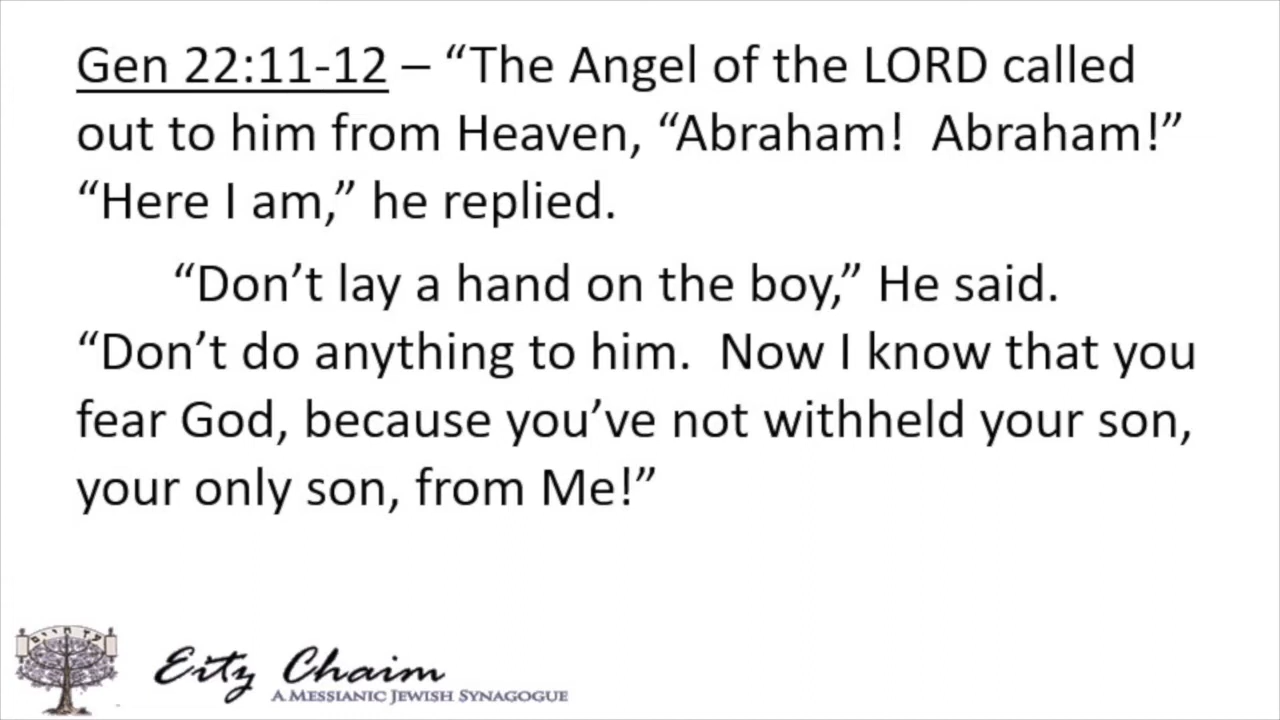 Gen 22:11-12 – “The Angel of the LORD called
out to him from Heaven, “Abraham!  Abraham!”
“Here I am,” he replied.
“Don’t lay a hand on the boy,” He said.
“Don’t do anything to him.  Now I know that you
fear God, because you’ve not withheld your son,
your only son, from Me!”
עץ חיים
Eitz Chaim
A Messianic Jewish Synagogue